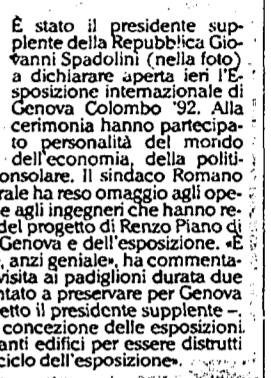 È stato il presidente sup-
plente della Repubblica Gio-
vanni Spadolini (nella foto)
a dichiarare aperta ieri l'E-
sposizione internazionale di
Genova Colombo '92. Alla
cerimonia hanno partecipa-
to personalità del mondo
dell'economia, della politi-
onsolare. Il sindaco Romano
rale ha reso omaggio agli ope-
e agli ingegneri che hanno re-
del progetto di Renzo Piano di
Genova e dell'esposizione. «È
, anzi geniale», ha commenta-
visita ai padiglioni durata due
ntato a preservare per Genova
etto il presidente supplente –.
concezione delle esposizioni.
anti edifici per essere distrutti
ciclo dell'esposizione».